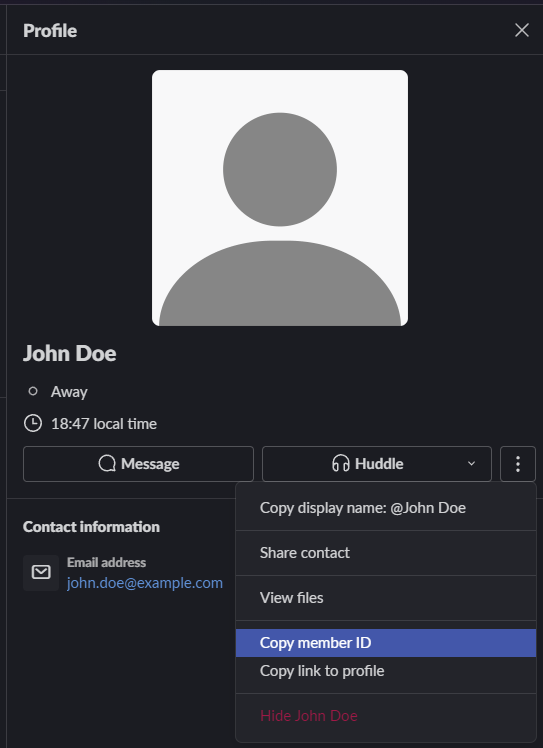 Profile
John Doe
Away
18:47 local time
Message
Huddle
Contact information
Email address
john.doe@example.com
Copy display name: @John Doe
Share contact
View files
Copy member ID
Copy link to profile
Hide John Doe